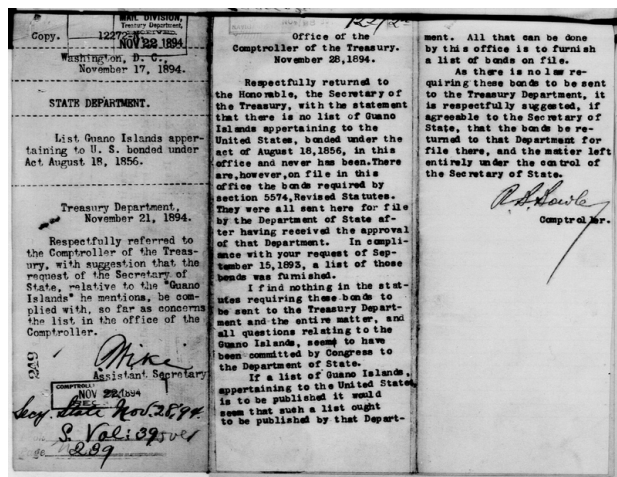 MAIL DIVISION,
Treasury Department,
NOV 22 1894
Copy.
Washington, D. C.,
November 17, 1894.
STATE DEPARTMENT.
List Guano Islands apper-
taining to U. S. bonded under
Act August 18, 1856.
Treasury Department,
November 21, 1894.
Respectfully referred to
the Comptroller of the Treas-
ury, with suggestion that the
request of the Secretary of
State, relative to the "Guano
Islands" he mentions, be com-
plied with, so far as concerns
the list in the office of the
Comptroller.
Assistant Secretary
249
COMPTROLL
NOV 22 1894
REC
Secy. State Nov. 28, 94.
S. Vol: 39
239
Office of the
Comptroller of the Treasury.
November 28,1894.
Respectfully returned to
the Honorable, the Secretary of
the Treasury, with the statement
that there is no list of Guano
Islands appertaining to the
United States, bonded under the
act of August 18,1856, in this
office and never has been.There
are,however,on file in this
office the bonds required by
section 5574,Revised Statutes.
They were all sent here for file
by the Department of State af-
ter having received the approval
of that Department. In compli-
ance with your request of Sep-
tember 15,1893, a list of those
bonds was furnished.
I find nothing in the stat-
utes requiring these bonds to
be sent to the Treasury Depart-
ment and the entire matter, and
all questions relating to the
Guano Islands, seems to have
been committed by Congress to
the Department of State.
If a list of Guano Islands,
appertaining to the United States
is to be published it would
seem that such a list ought
to be published by that Depart-
ment. All that can be done
by this office is to furnish
a list of bonds on file.
As there is no law re-
quiring these bonds to be sent
to the Treasury Department, it
is respectfully suggested, if
agreeable to the Secretary of
State, that the bonds be re-
turned to that Department for
file there, and the matter left
entirely under the control of
the Secretary of State.
Comptroller.